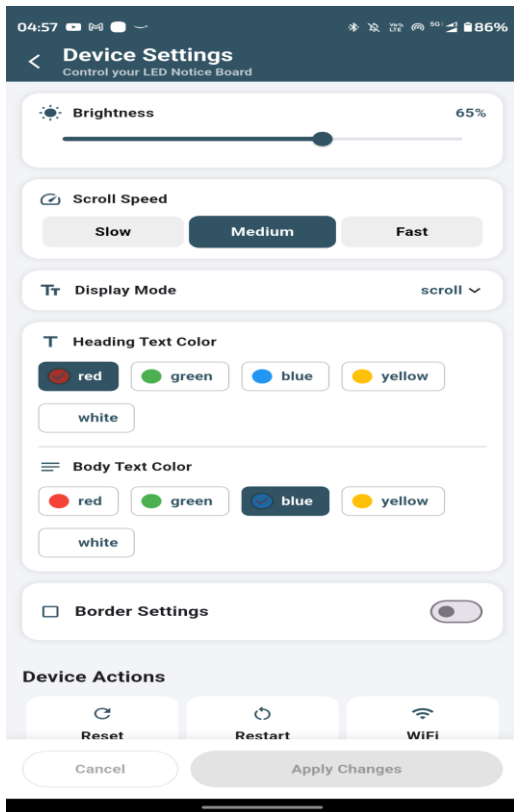 04:57 5G 86%
Device Settings
Control your LED Notice Board
Brightness 65%
Scroll Speed
Slow Medium Fast
Display Mode scroll
Heading Text Color
red green blue yellow
white
Body Text Color
red green blue yellow
white
Border Settings
Device Actions
Reset Restart WiFi
Cancel Apply Changes